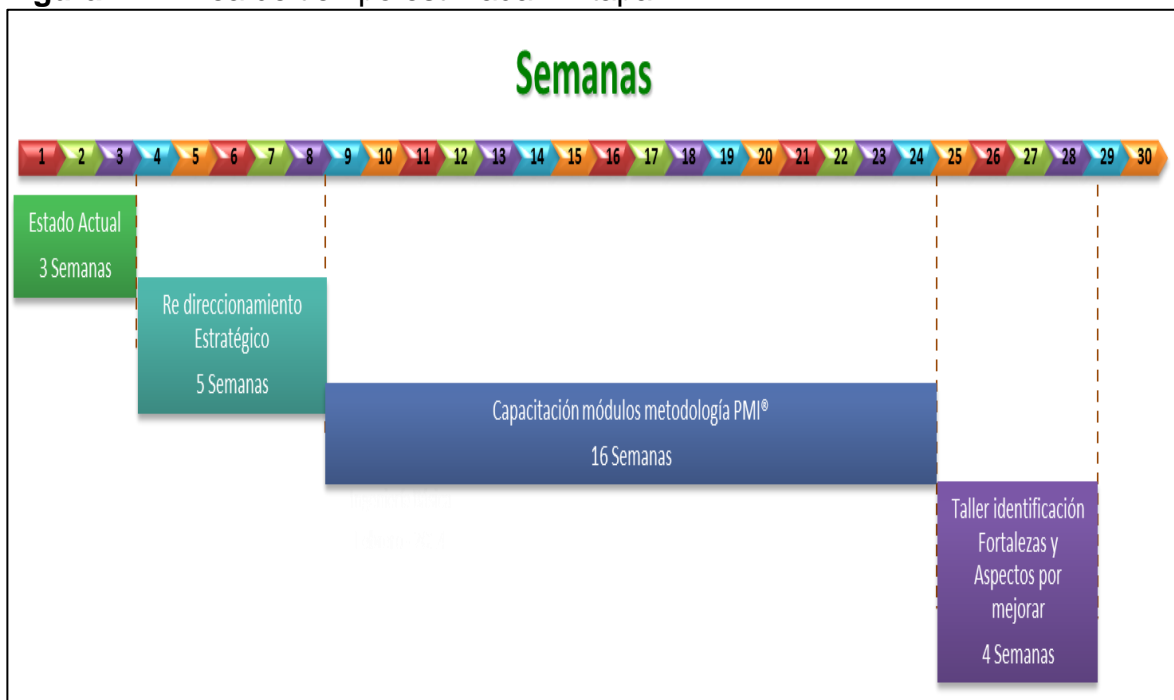 Semanas
1 2 3 4 5 6 7 8 9 10 11 12 13 14 15 16 17 18 19 20 21 22 23 24 25 26 27 28 29 30
Estado Actual
3 Semanas
Re direccionamiento
Estratégico
5 Semanas
Capacitación módulos metodología PMI®
16 Semanas
Taller identificación
Fortalezas y
Aspectos por
mejorar
4 Semanas